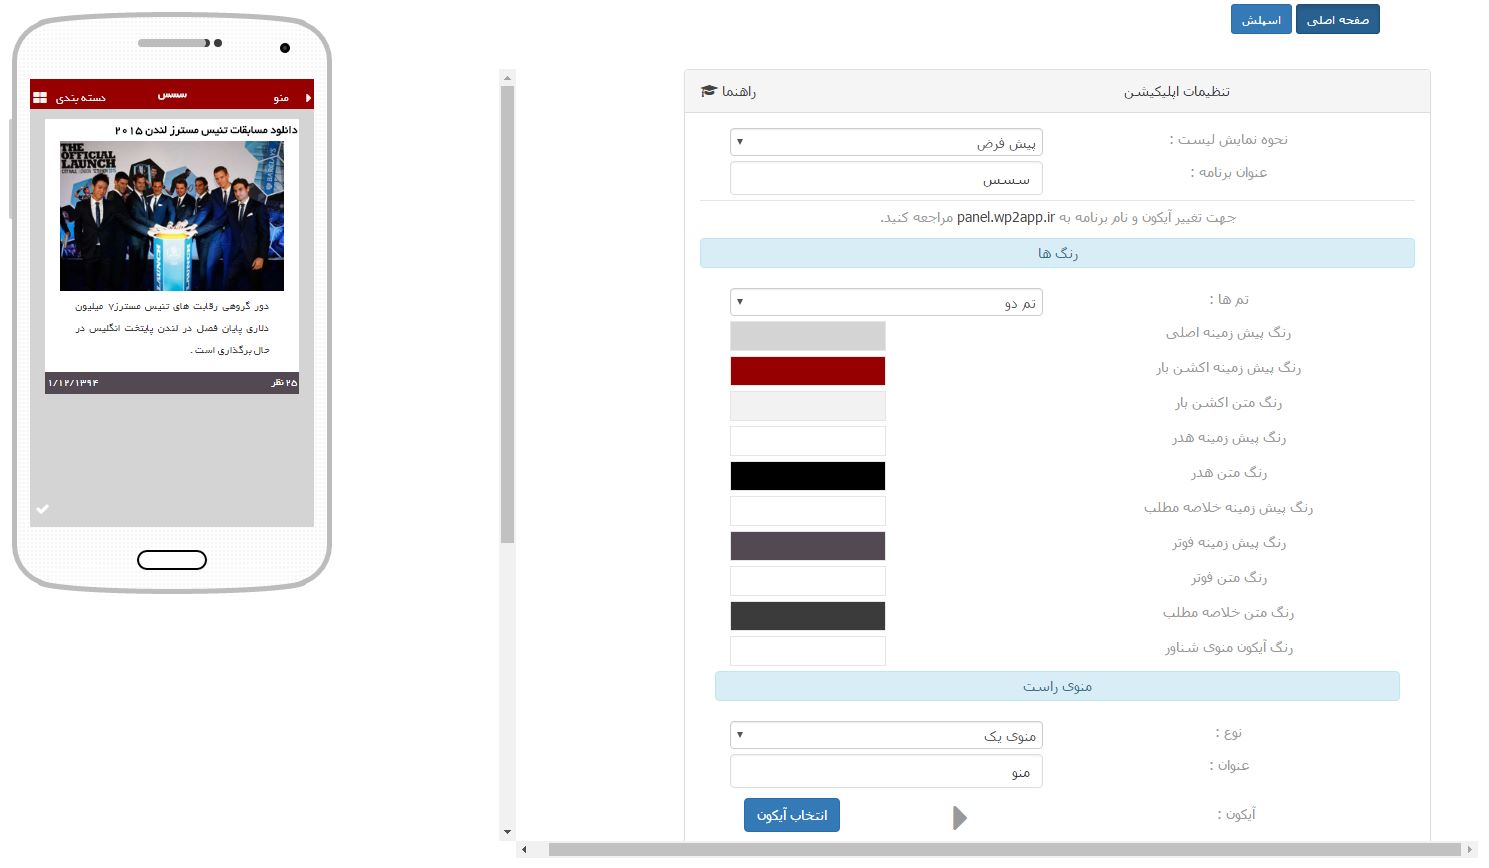 صفحه اصلی
اسپلش
تنظیمات اپلیکیشن
راهنما
نحوه نمایش لیست :
پیش فرض
عنوان برنامه :
سسس
جهت تغییر آیکون و نام برنامه به panel.wp2app.ir مراجعه کنید.
رنگ ها
تم ها :
تم دو
رنگ پیش زمینه اصلی
رنگ پیش زمینه اکشن بار
رنگ متن اکشن بار
رنگ پیش زمینه هدر
رنگ متن هدر
رنگ پیش زمینه خلاصه مطلب
رنگ پیش زمینه فوتر
رنگ متن فوتر
رنگ متن خلاصه مطلب
رنگ آیکون منوی شناور
منوی راست
نوع :
منوی یک
عنوان :
منو
آیکون :
انتخاب آیکون
منو
سسس
دسته بندی
دانلود مسابقات تنیس مسترز لندن ۲۰۱۵
THE
OFFICIAL
LAUNCH
LAUNCH
دور گروهی رقابت های تنیس مسترز۷ میلیون
دلاری پایان فصل در لندن پایتخت انگلیس در
حال برگذاری است .
۲۵ نظر
۱/۱۲/۱۳۹۴